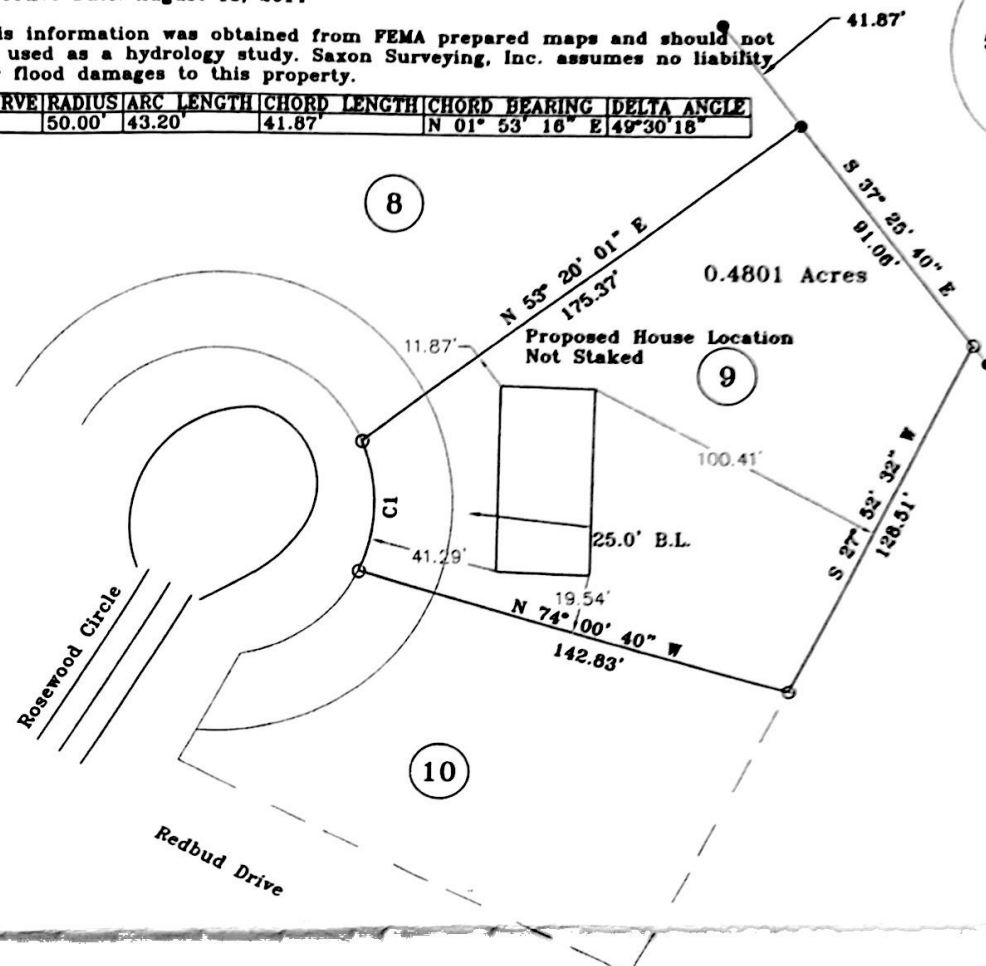 is information was obtained from FEMA prepared maps and should not
used as a hydrology study. Saxon Surveying, Inc. assumes no liability
flood damages to this property.
RVE RADIUS ARC LENGTH CHORD LENGTH CHORD BEARING DELTA ANGLE
50.00' 43.20' 41.87' N 01° 53' 16" E 49°30'18"
41.87'
8
S 37° 25' 40" E
91.06'
N 53° 20' 01" E
175.37'
0.4801 Acres
Proposed House Location
Not Staked
11.87'
9
100.41'
C1
25.0' B.L.
41.29'
S 27° 52' 32" W
128.51'
19.54'
N 74° 00' 40" W
142.83'
Rosewood Circle
10
Redbud Drive